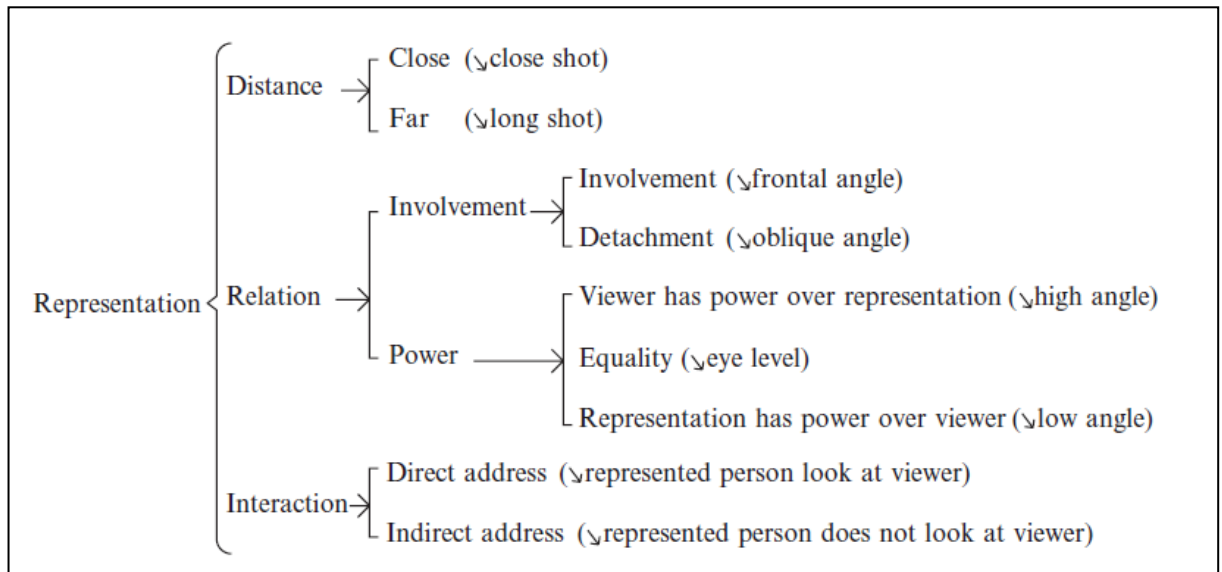 Close (↘close shot)
Distance
Far (↘long shot)
Involvement (↘frontal angle)
Involvement
Detachment (↘oblique angle)
Representation
Relation
Viewer has power over representation (↘high angle)
Power
Equality (↘eye level)
Representation has power over viewer (↘low angle)
Direct address (↘represented person look at viewer)
Interaction
Indirect address (↘represented person does not look at viewer)